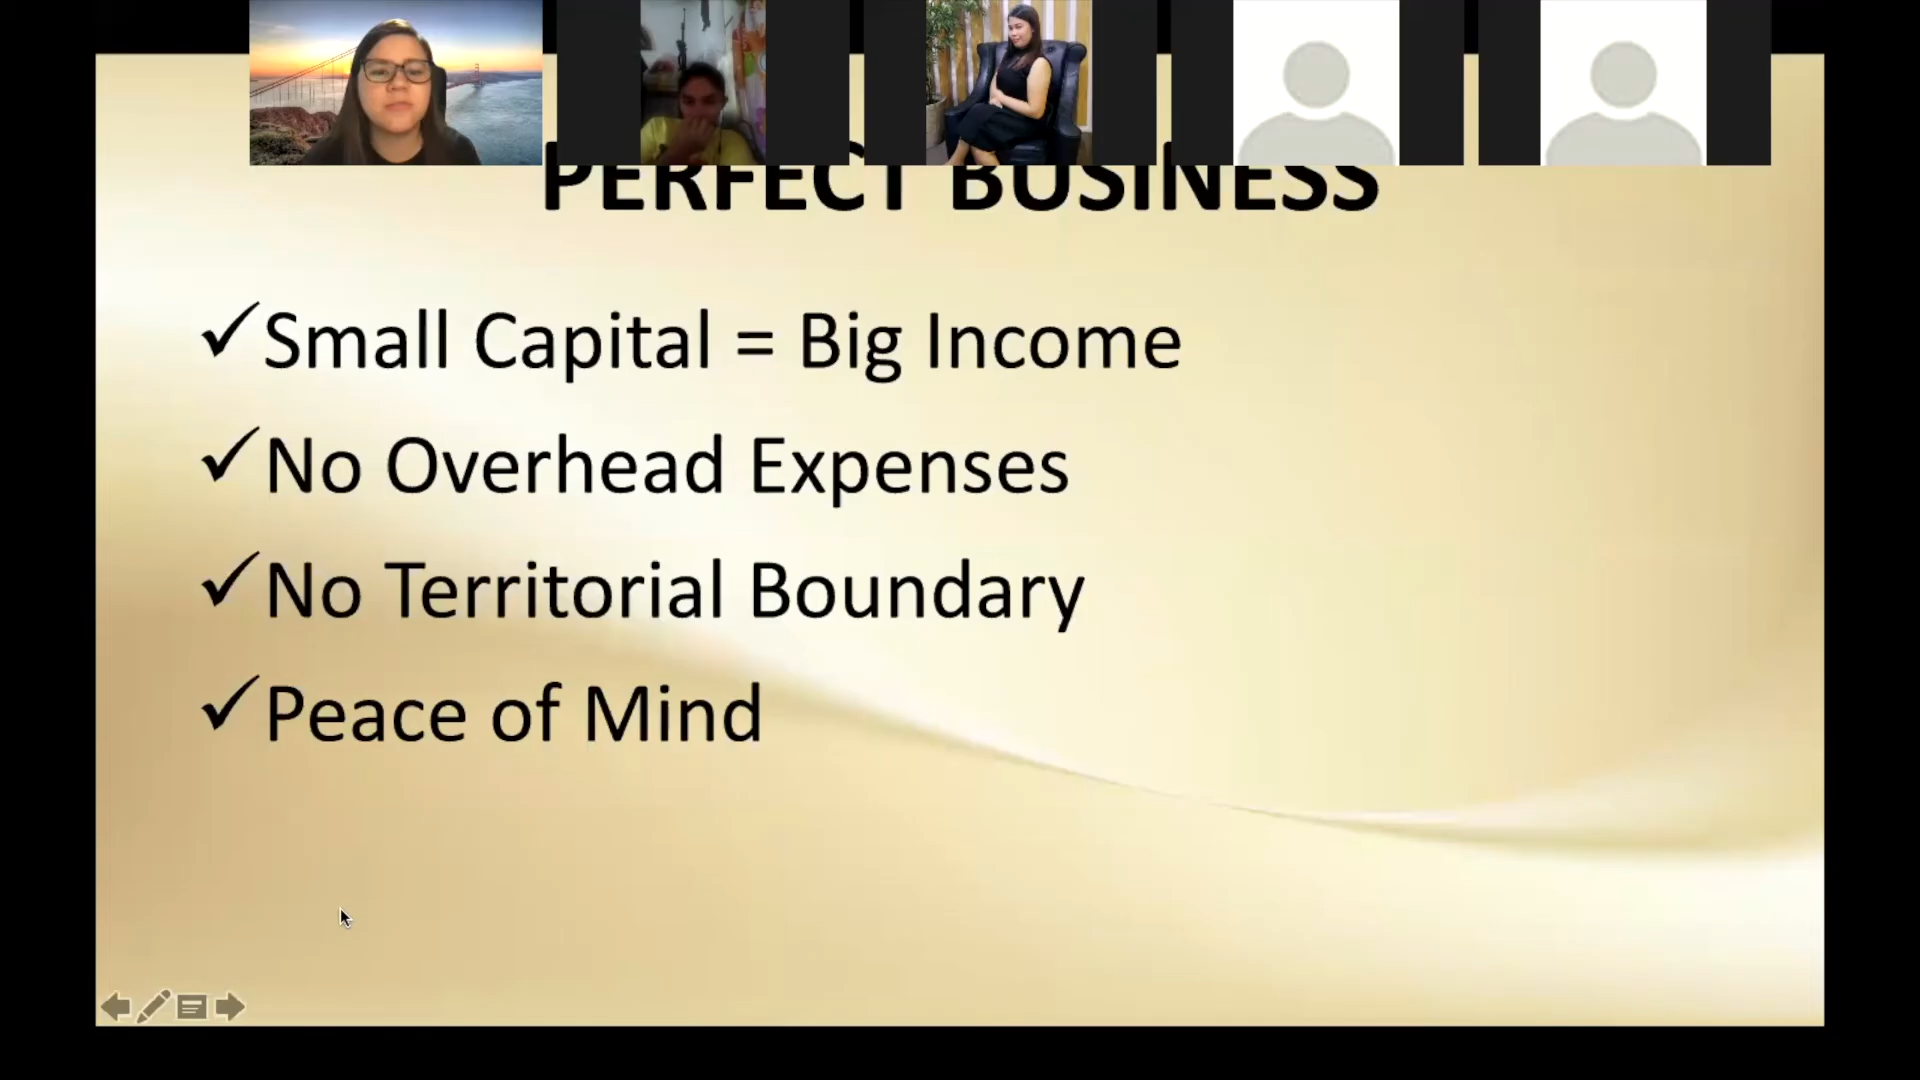 PERFECT BUSINESS
Small Capital = Big Income
No Overhead Expenses
No Territorial Boundary
Peace of Mind